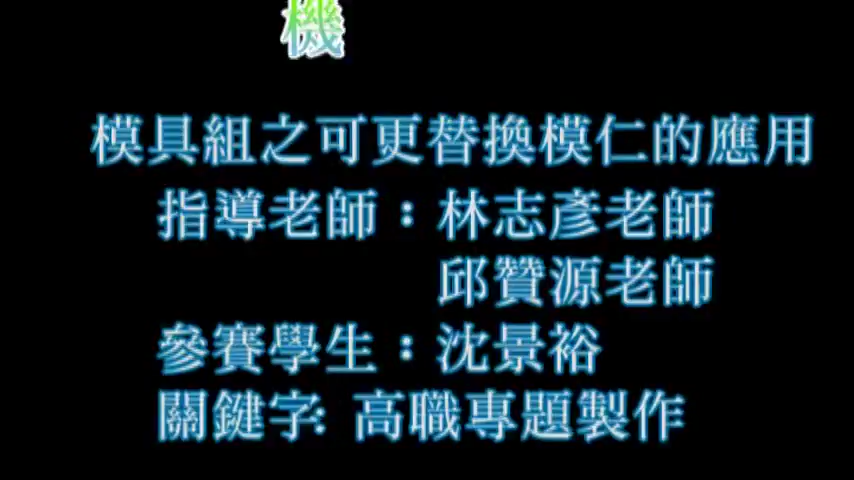 機
模具組之可更替換模仁的應用
指導老師：林志彥老師
邱贊源老師
參賽學生：沈景裕
關鍵字: 高職專題製作